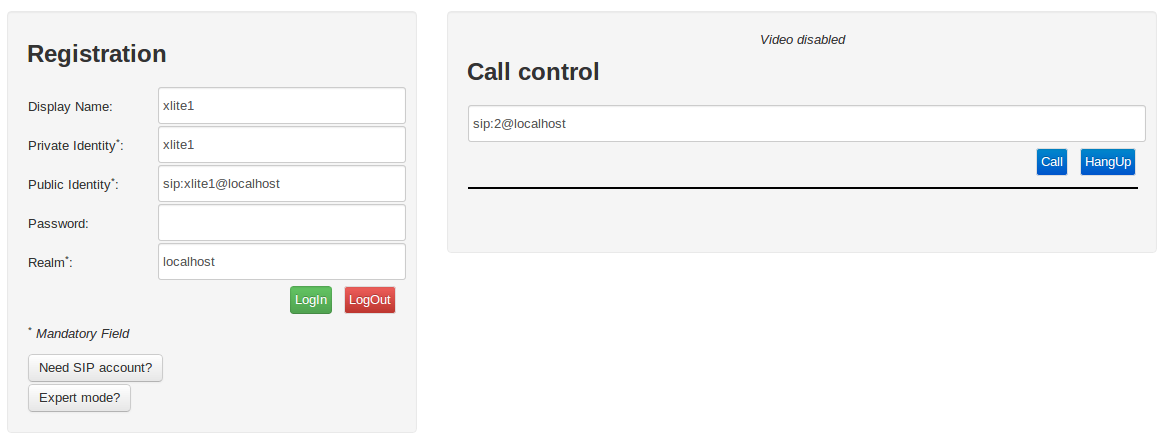 Registration
Display Name: xlite1
Private Identity*: xlite1
Public Identity*: sip:xlite1@localhost
Password:
Realm*: localhost
LogIn LogOut
* Mandatory Field
Need SIP account?
Expert mode?
Video disabled
Call control
sip:2@localhost
Call HangUp